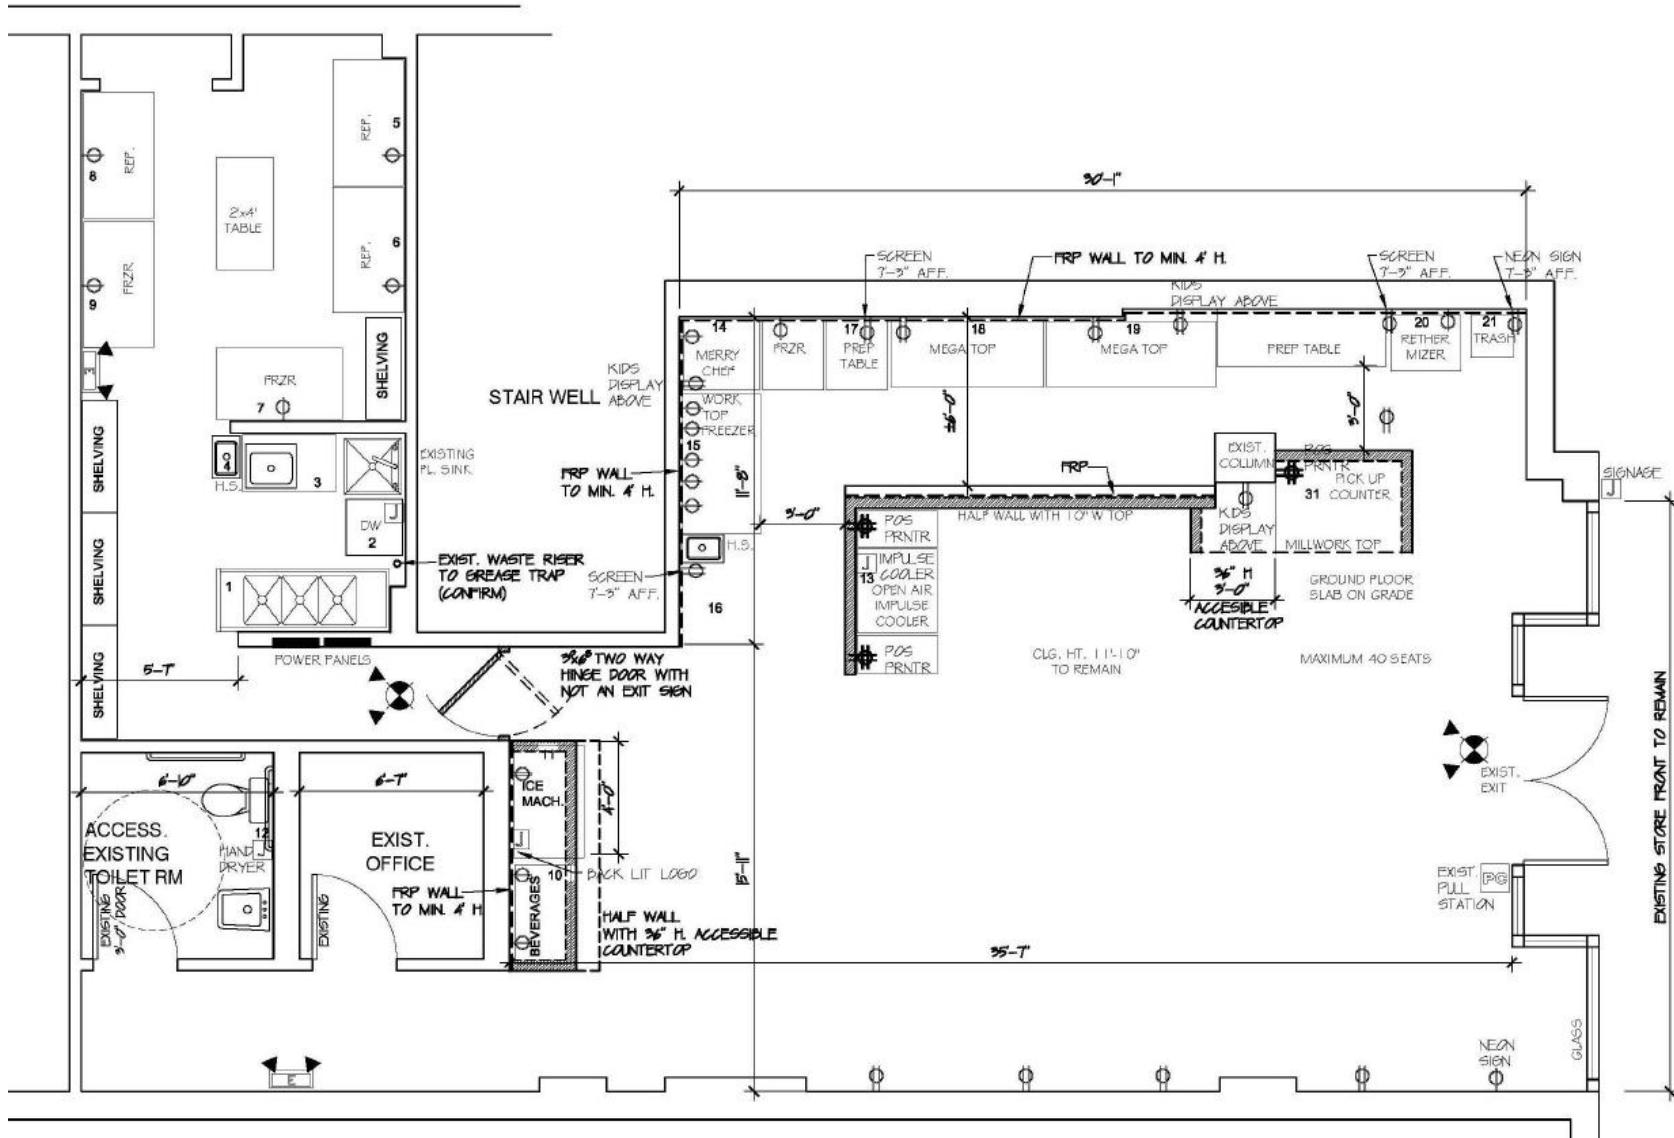 30'-1"
SCREEN
7'-3" A.F.F.
FRP WALL TO MIN. 4' H.
KIDS
DISPLAY ABOVE
SCREEN
7'-3" A.F.F.
NEON SIGN
7'-3" A.F.F.
8
REF.
5
REF.
2'x4'
TABLE
9
FRZR
6
REF.
E
FRZR
7
SHELVING
STAIR WELL
KIDS
DISPLAY
ABOVE
14
MERRY
CHEF
FRZR
17
PREP
TABLE
18
MEGA TOP
19
MEGA TOP
PREP TABLE
20
RETHER
MIZER
21
TRASH
WORK
TOP
FREEZER
15
±6'-0"
3'-0"
11'-8"
SHELVING
4
H.S.
3
EXISTING
PL. SINK
FRP WALL
TO MIN. 4' H.
3'-0"
FRP
EXIST.
COLUMN
POS
PRNTR
31
PICK UP
COUNTER
SIGNAGE
J
HALF WALL WITH 10" W TOP
KIDS
DISPLAY
ABOVE
MILLWORK TOP
POS
PRNTR
J
DW
2
SHELVING
EXIST. WASTE RISER
TO GREASE TRAP
(CONFIRM)
H.S.
SCREEN
7'-3" A.F.F.
16
J
13
IMPULSE
COOLER
OPEN AIR
IMPULSE
COOLER
36" H
3'-0"
ACCESIBLE
COUNTERTOP
GROUND FLOOR
SLAB ON GRADE
1
POWER PANELS
SHELVING
5'-7"
POS
PRNTR
CLG. HT. 11'-10"
TO REMAIN
MAXIMUM 40 SEATS
TWO WAY
HINGE DOOR WITH
NOT AN EXIT SIGN
EXISTING STORE FRONT TO REMAIN
6'-10"
6'-7"
ICE
MACH.
4'-0"
EXIST.
EXIT
ACCESS.
EXISTING
TOILET RM
12
HAND
DRYER
J
EXIST.
OFFICE
J
10
BACK LIT LOGO
15'-11"
EXIST.
PULL
STATION
PG
EXISTING
3'-0" DOOR
EXISTING
FRP WALL
TO MIN. 4' H
BEVERAGES
HALF WALL
WITH 36" H. ACCESSIBLE
COUNTERTOP
35'-7"
NEON
SIGN
GLASS
E